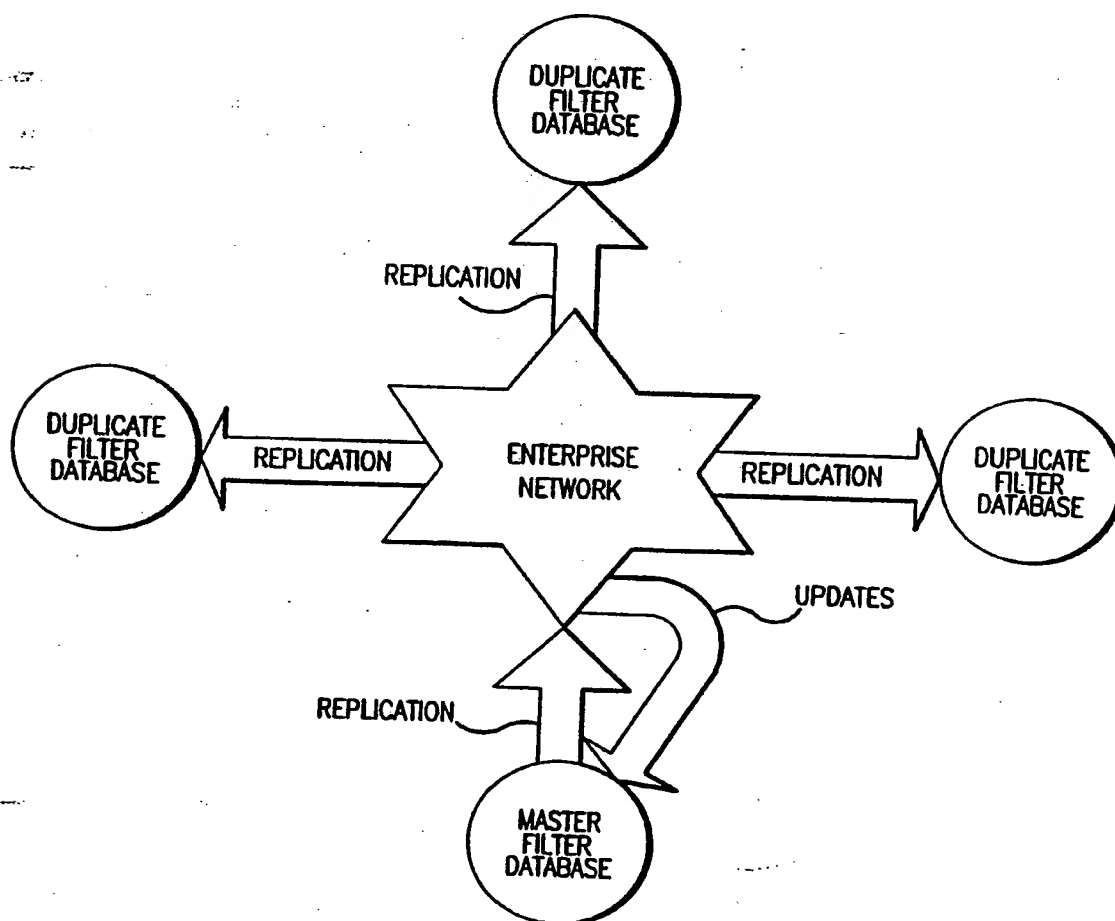 DUPLICATE
FILTER
DATABASE
REPLICATION
DUPLICATE
FILTER
DATABASE
REPLICATION
ENTERPRISE
NETWORK
REPLICATION
DUPLICATE
FILTER
DATABASE
UPDATES
REPLICATION
MASTER
FILTER
DATABASE